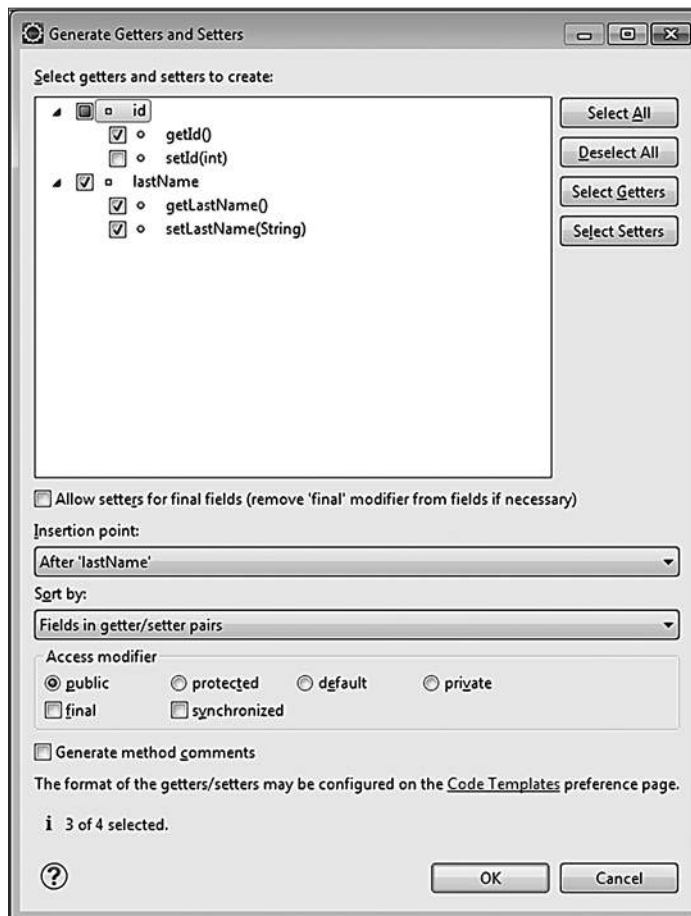 Generate Getters and Setters
Select getters and setters to create:
id
getId()
setId(int)
lastName
getLastName()
setLastName(String)
Select All
Deselect All
Select Getters
Select Setters
Allow setters for final fields (remove 'final' modifier from fields if necessary)
Insertion point:
After 'lastName'
Sort by:
Fields in getter/setter pairs
Access modifier
public protected default private
final synchronized
Generate method comments
The format of the getters/setters may be configured on the Code Templates preference page.
i 3 of 4 selected.
? OK Cancel